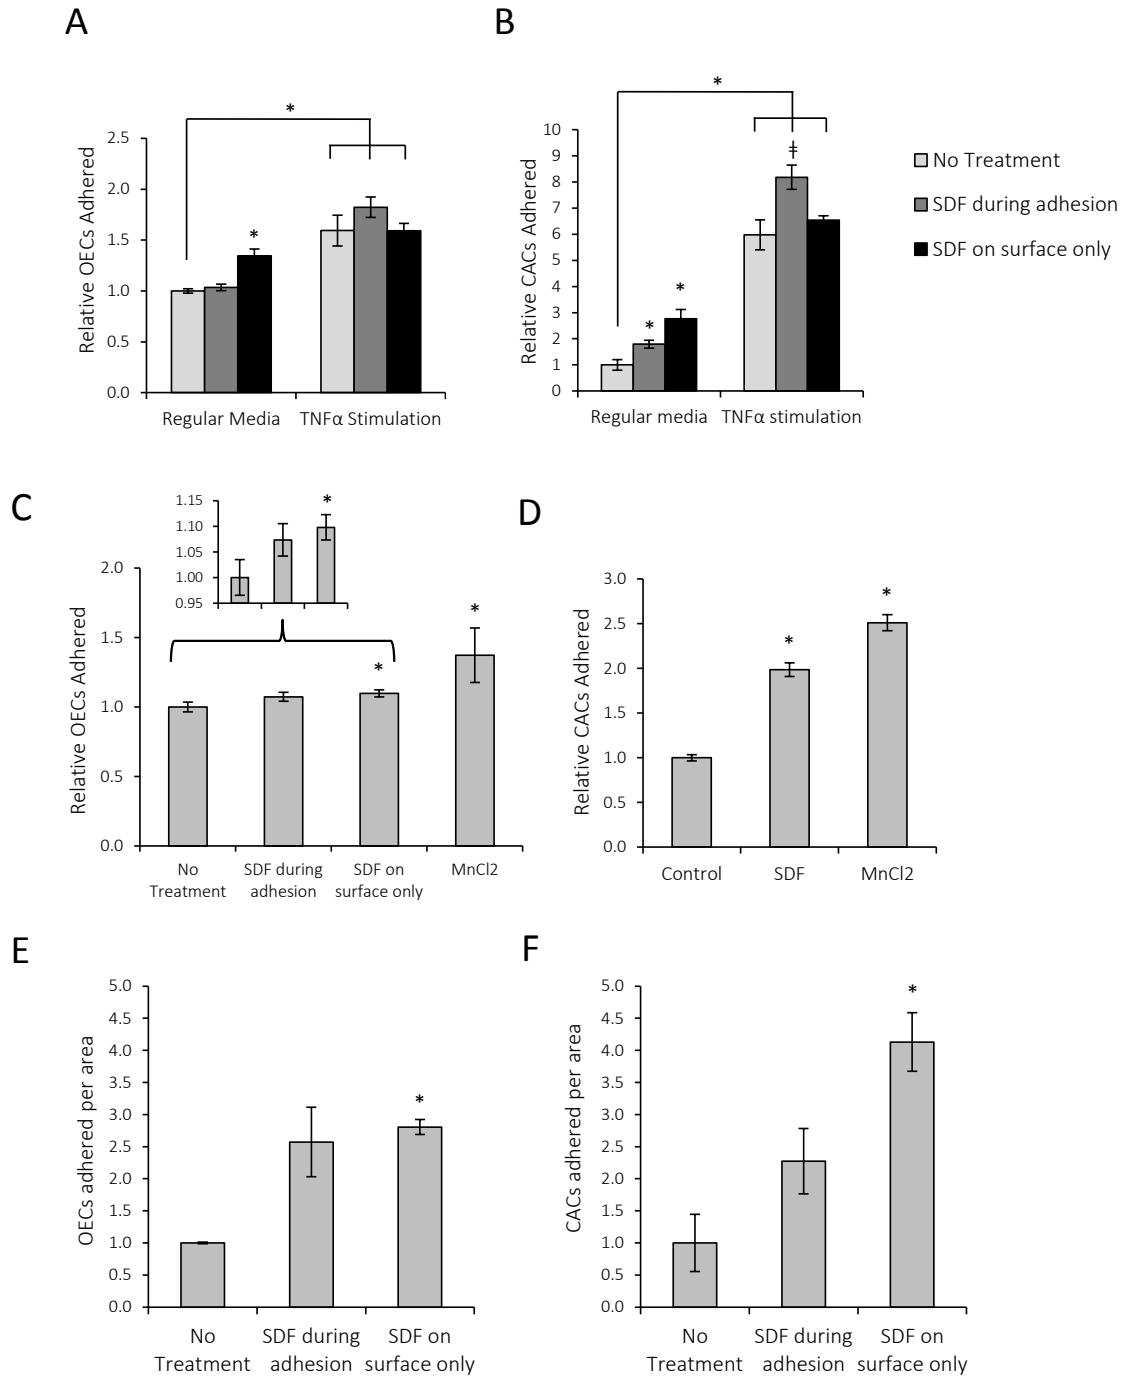 A
*
2.5
2.0
1.5
1.0
0.5
0.0
Relative OECs Adhered
*
Regular Media
TNFα Stimulation
B
*
10
9
8
7
6
5
4
3
2
1
0
Relative CACs Adhered
*
*
ǂ
Regular media
TNFα stimulation
No Treatment
SDF during adhesion
SDF on surface only
C
1.15
1.10
1.05
1.00
0.95
*
2.0
1.5
1.0
0.5
0.0
Relative OECs Adhered
*
*
No
Treatment
SDF during
adhesion
SDF on
surface only
MnCl2
D
3.0
2.5
2.0
1.5
1.0
0.5
0.0
Relative CACs Adhered
*
*
Control
SDF
MnCl2
E
5.0
4.5
4.0
3.5
3.0
2.5
2.0
1.5
1.0
0.5
0.0
OECs adhered per area
*
No
Treatment
SDF during
adhesion
SDF on
surface only
F
5.0
4.5
4.0
3.5
3.0
2.5
2.0
1.5
1.0
0.5
0.0
CACs adhered per area
*
No
Treatment
SDF during
adhesion
SDF on
surface only